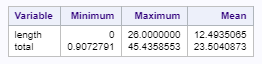 Variable Minimum Maximum Mean
length 0 26.0000000 12.4935065
total 0.9072791 45.4358553 23.5040873